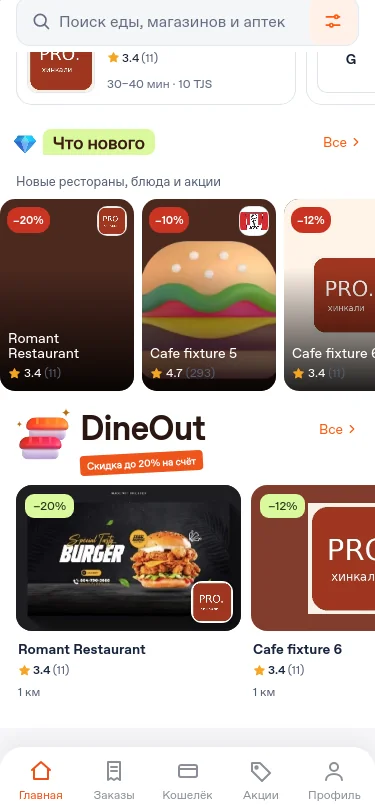 Поиск еды, магазинов и аптек
PRO.
хинкали
3.4 (11)
30–40 мин · 10 TJS
G
Что нового
Все
Новые рестораны, блюда и акции
–20%
PRO.
–10%
–12%
PRO.
хинкали
Romant
Restaurant
3.4 (11)
Cafe fixture 5
4.7 (293)
Cafe fixture 6
3.4 (11)
DineOut
Все
Скидка до 20% на счёт
–20%
Special Tasty
BURGER
PRO.
–12%
PRO
хинкал
Romant Restaurant
3.4 (11)
1 км
Cafe fixture 6
3.4 (11)
1 км
Главная
Заказы
Кошелёк
Акции
Профиль